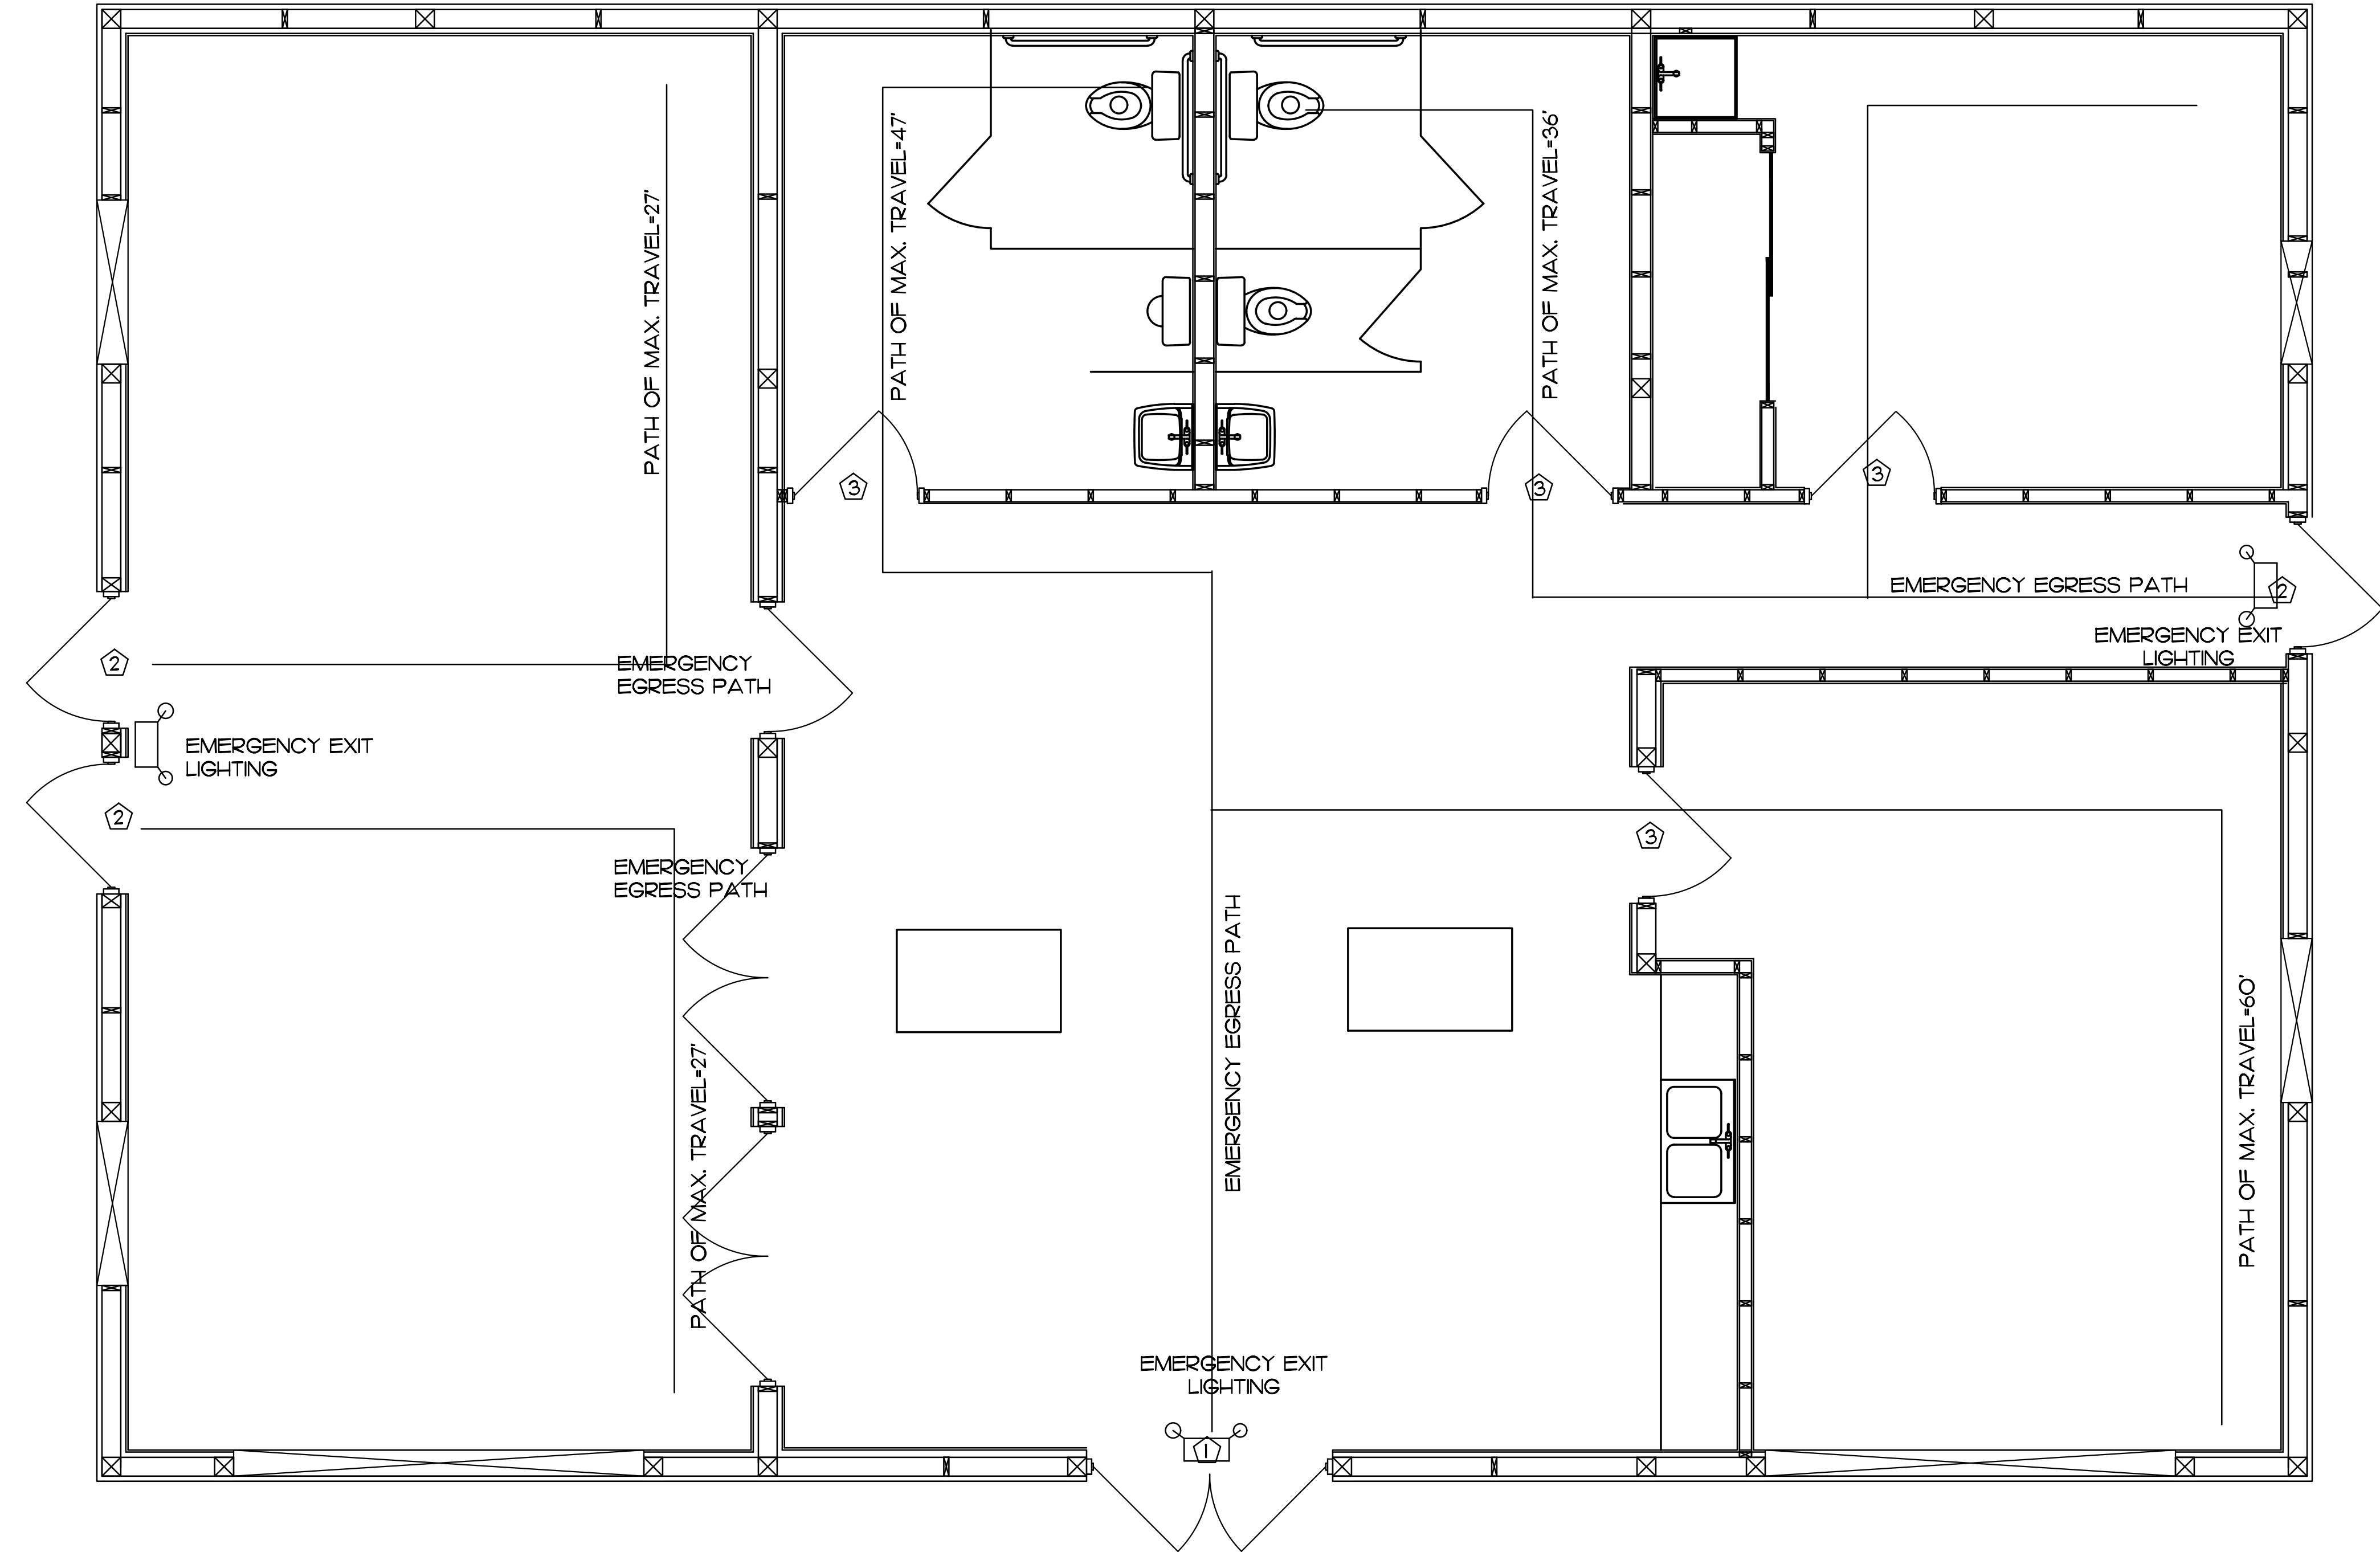 PATH OF MAX. TRAVEL=27'
PATH OF MAX. TRAVEL=47'
PATH OF MAX. TRAVEL=36'
3
3
3
EMERGENCY EGRESS PATH
2
EMERGENCY EXIT
LIGHTING
2
EMERGENCY
EGRESS PATH
EMERGENCY EXIT
LIGHTING
2
3
EMERGENCY
EGRESS PATH
EMERGENCY EGRESS PATH
PATH OF MAX. TRAVEL=60'
PATH OF MAX. TRAVEL=27'
EMERGENCY EXIT
LIGHTING
1